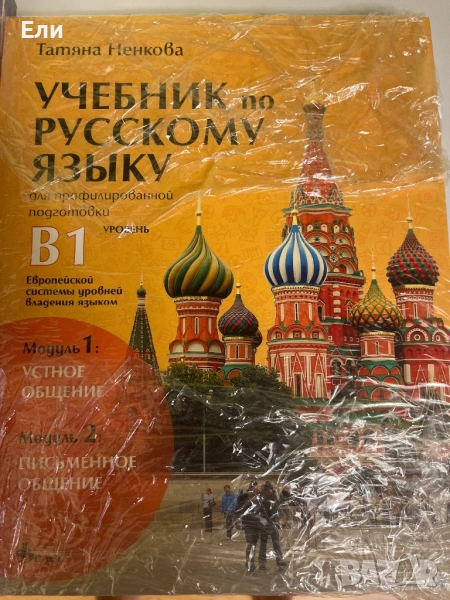 Ели
Татяна Ненкова
УЧЕБНИК по
РУССКОМУ
ЯЗЫКУ
для профилированной
подготовки
B1 УРОВЕНЬ
Европейской
системы уровней
владения языком
Модуль 1:
УСТНОЕ
ОБЩЕНИЕ
Модуль 2:
ПИСЬМЕННОЕ
ОБЩЕНИЕ